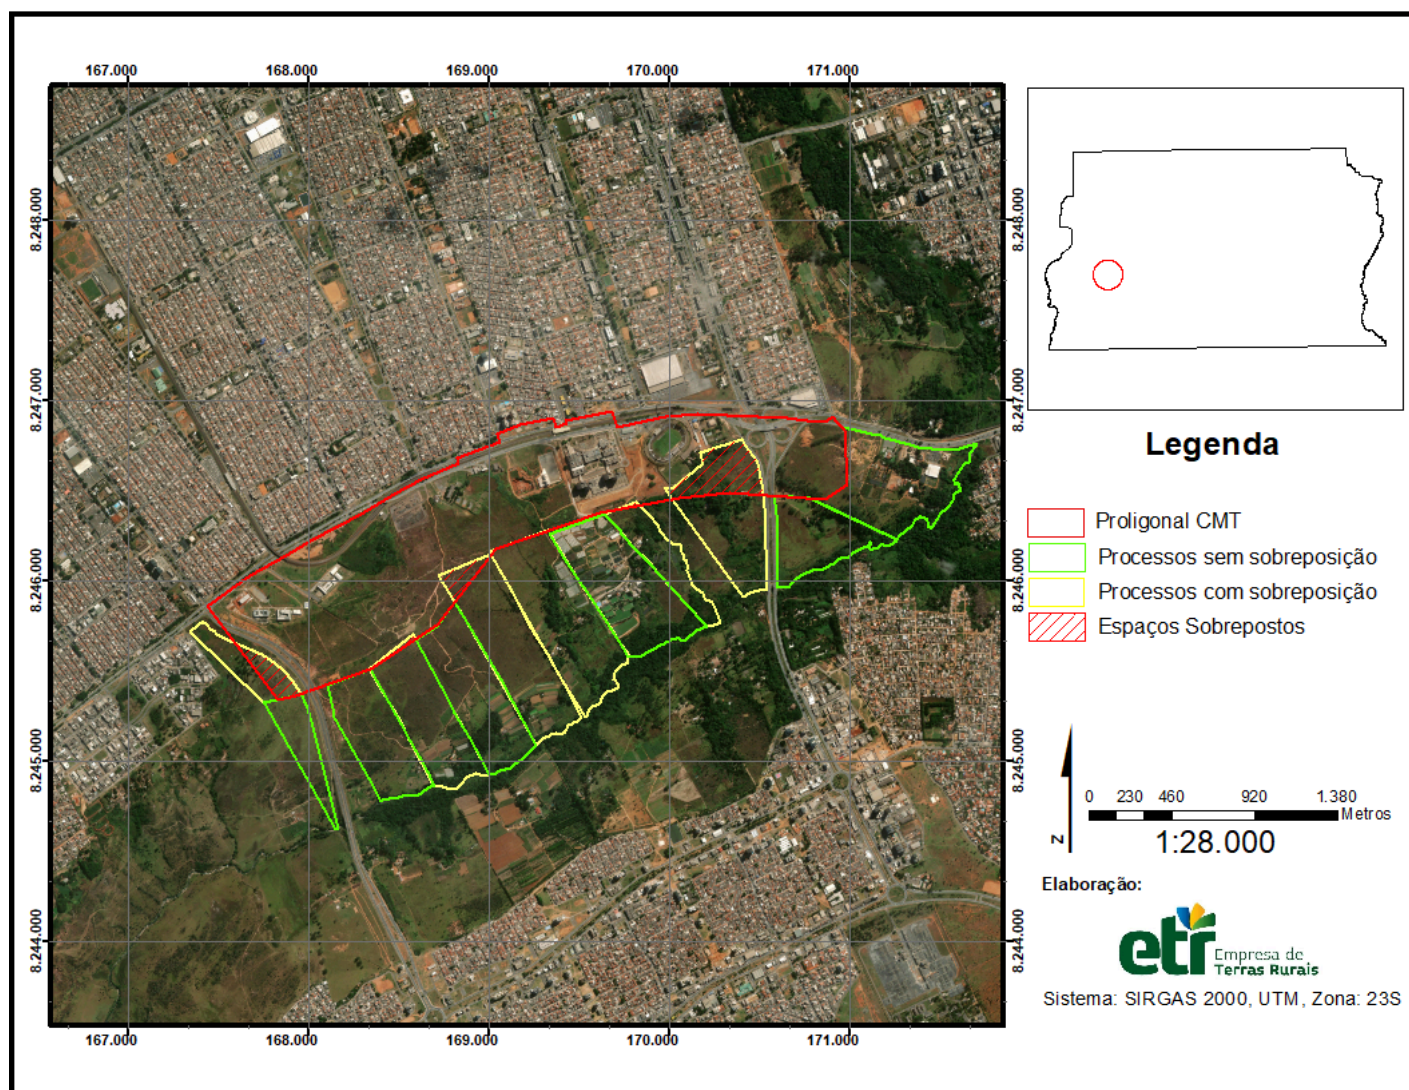 167.000 168.000 169.000 170.000 171.000
8.248.000 8.248.000
8.247.000 8.247.000
8.246.000 8.246.000
8.245.000 8.245.000
8.244.000 8.244.000
167.000 168.000 169.000 170.000 171.000
Legenda
Proligonal CMT
Processos sem sobreposição
Processos com sobreposição
Espaços Sobrepostos
Z
0 230 460 920 1.380
Metros
1:28.000
Elaboração:
etr Empresa de
Terras Rurais
Sistema: SIRGAS 2000, UTM, Zona: 23S